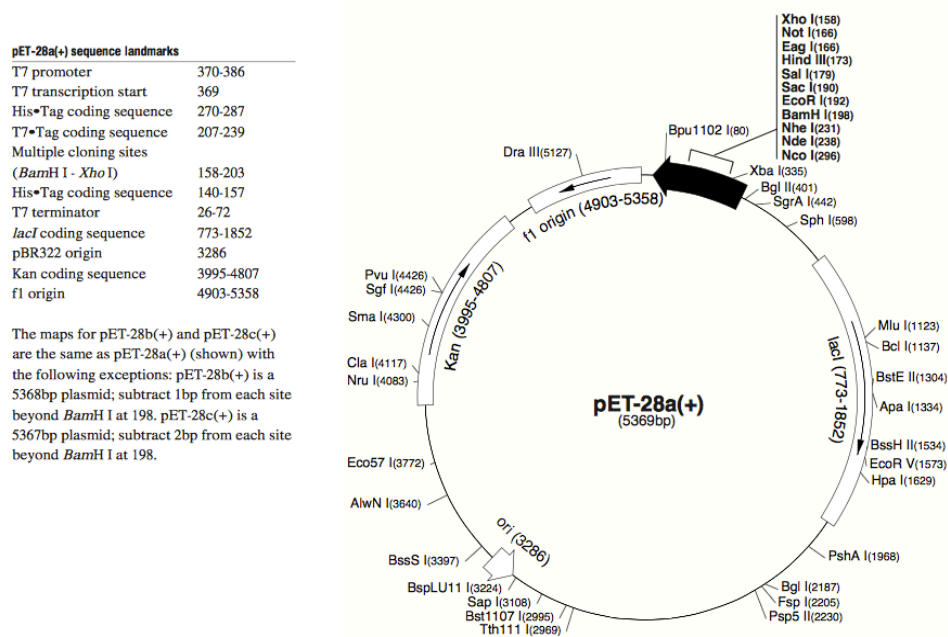 pET-28a(+) sequence landmarks
T7 promoter 370-386
T7 transcription start 369
His•Tag coding sequence 270-287
T7•Tag coding sequence 207-239
Multiple cloning sites
(BamH I - Xho I) 158-203
His•Tag coding sequence 140-157
T7 terminator 26-72
lacI coding sequence 773-1852
pBR322 origin 3286
Kan coding sequence 3995-4807
f1 origin 4903-5358
The maps for pET-28b(+) and pET-28c(+)
are the same as pET-28a(+) (shown) with
the following exceptions: pET-28b(+) is a
5368bp plasmid; subtract 1bp from each site
beyond BamH I at 198. pET-28c(+) is a
5367bp plasmid; subtract 2bp from each site
beyond BamH I at 198.
Xho I(158)
Not I(166)
Eag I(166)
Hind III(173)
Sal I(179)
Sac I(190)
EcoR I(192)
BamH I(198)
Nhe I(231)
Nde I(238)
Nco I(296)
Bpu1102 I(80)
Dra III(5127)
Xba I(335)
Bgl II(401)
SgrA I(442)
Sph I(598)
f1 origin (4903-5358)
Pvu I(4426)
Sgf I(4426)
Sma I(4300)
Kan (3995-4807)
Cla I(4117)
Nru I(4083)
Mlu I(1123)
Bcl I(1137)
BstE II(1304)
Apa I(1334)
lacI (773-1852)
pET-28a(+)
(5369bp)
BssH II(1534)
EcoR V(1573)
Hpa I(1629)
Eco57 I(3772)
AlwN I(3640)
ori (3286)
BssS I(3397)
PshA I(1968)
BspLU11 I(3224)
Sap I(3108)
Bst1107 I(2995)
Tth111 I(2969)
Bgl I(2187)
Fsp I(2205)
Psp5 II(2230)